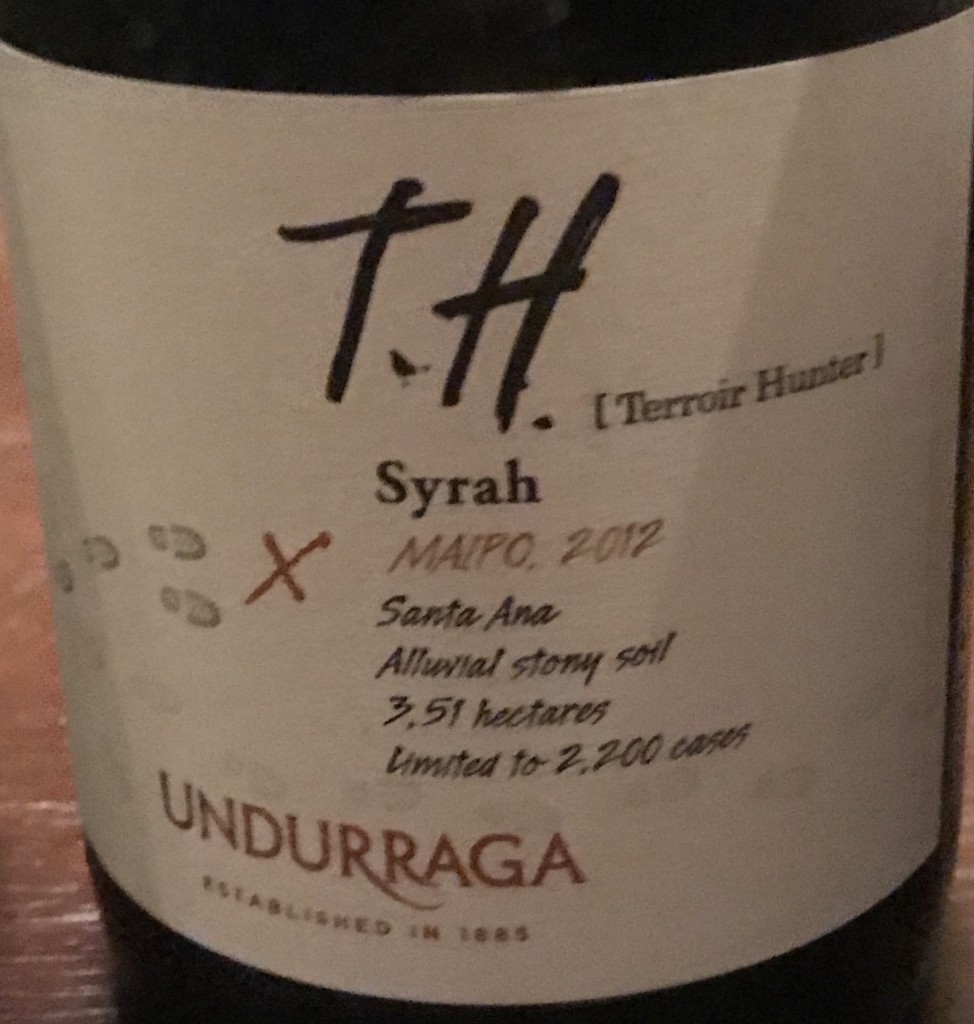 T.H.
[Terroir Hunter]
Syrah
MAIPO, 2012
Santa Ana
Alluvial stony soil
3,51 hectares
Limited to 2,200 cases
UNDURRAGA
ESTABLISHED IN 1885